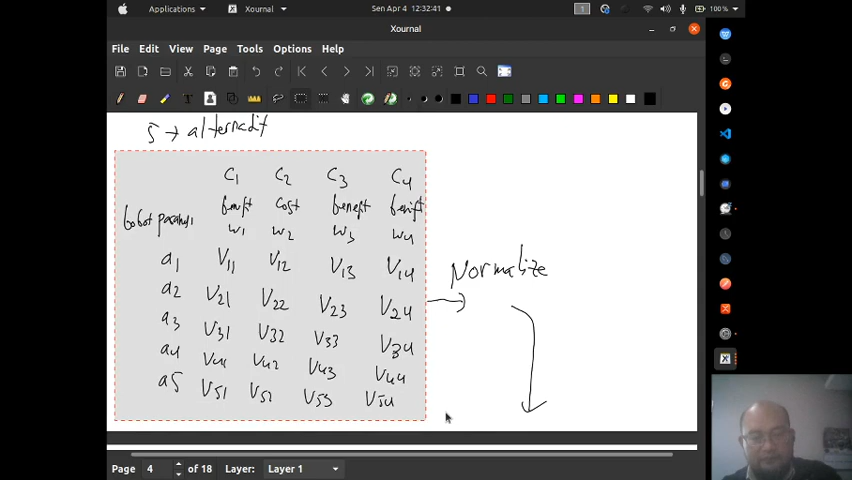 Applications
Xournal
Sen Apr 4 12:32:41
1
100%
Xournal
File Edit View Page Tools Options Help
5 → alternatif
C1 C2 C3 C4
benefit cost benefit benefit
bobot
w1 w2 w3 w4
a1 V11 V12 V13 V14
Normalize
a2 V21 V22 V23 V24
a3 V31 V32 V33 V34
a4 V41 V42 V43 V44
a5 V51 V52 V53 V54
Page 4 of 18 Layer: Layer 1